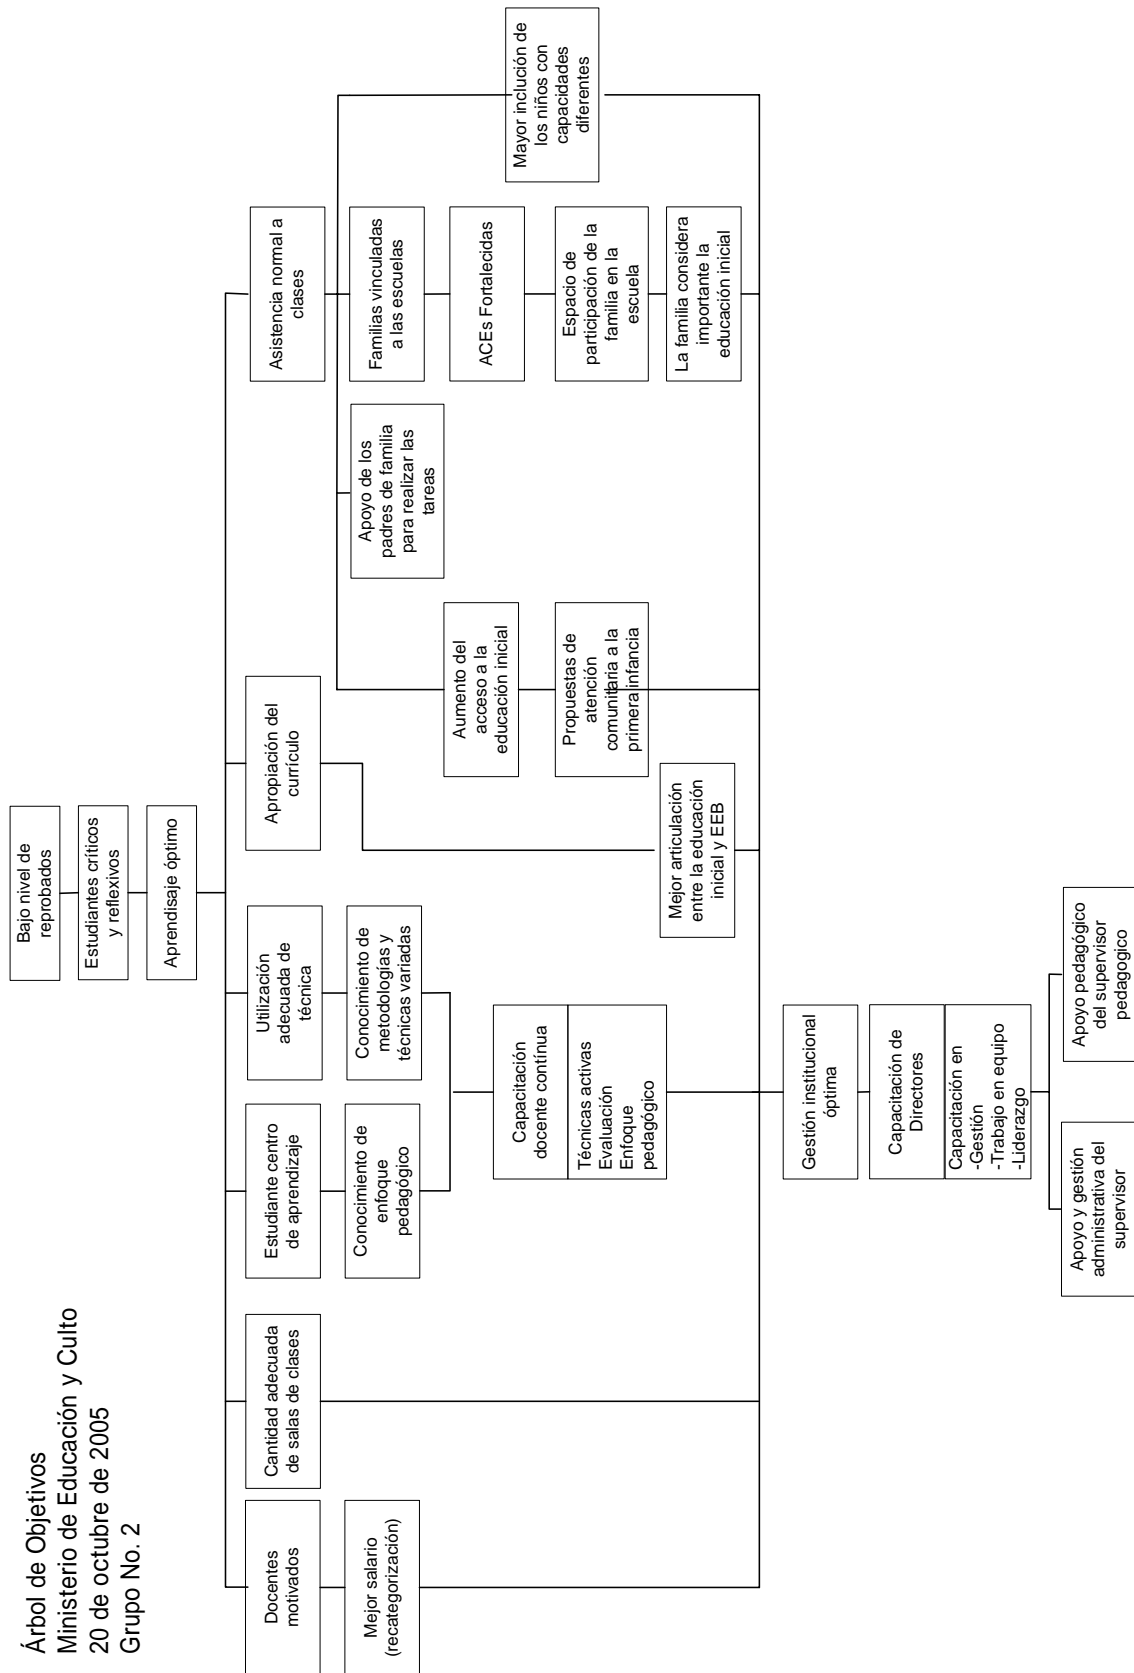 Árbol de Objetivos
Ministerio de Educación y Culto
20 de octubre de 2005
Grupo No. 2
Bajo nivel de
reprobados
Estudiantes críticos
y reflexivos
Aprendisaje óptimo
Docentes
motivados
Cantidad adecuada
de salas de clases
Estudiante centro
de aprendizaje
Utilización
adecuada de
técnica
Apropiación del
currículo
Asistencia normal a
clases
Mejor salario
(recategorización)
Conocimiento de
enfoque
pedagógico
Conocimiento de
metodologías y
técnicas variadas
Apoyo de los
padres de familia
para realizar las
tareas
Familias vinculadas
a las escuelas
Aumento del
acceso a la
educación inicial
ACEs Fortalecidas
Mayor inclución de
los niños con
capacidades
diferentes
Capacitación
docente contínua
Técnicas activas
Evaluación
Enfoque
pedagógico
Propuestas de
atención
comunitaria a la
primera infancia
Espacio de
participación de la
familia en la
escuela
Mejor articulación
entre la educación
inicial y EEB
La familia considera
importante la
educación inicial
Gestión institucional
óptima
Capacitación de
Directores
Capacitación en
-Gestión
-Trabajo en equipo
-Liderazgo
Apoyo y gestión
administrativa del
supervisor
Apoyo pedagógico
del supervisor
pedagogico